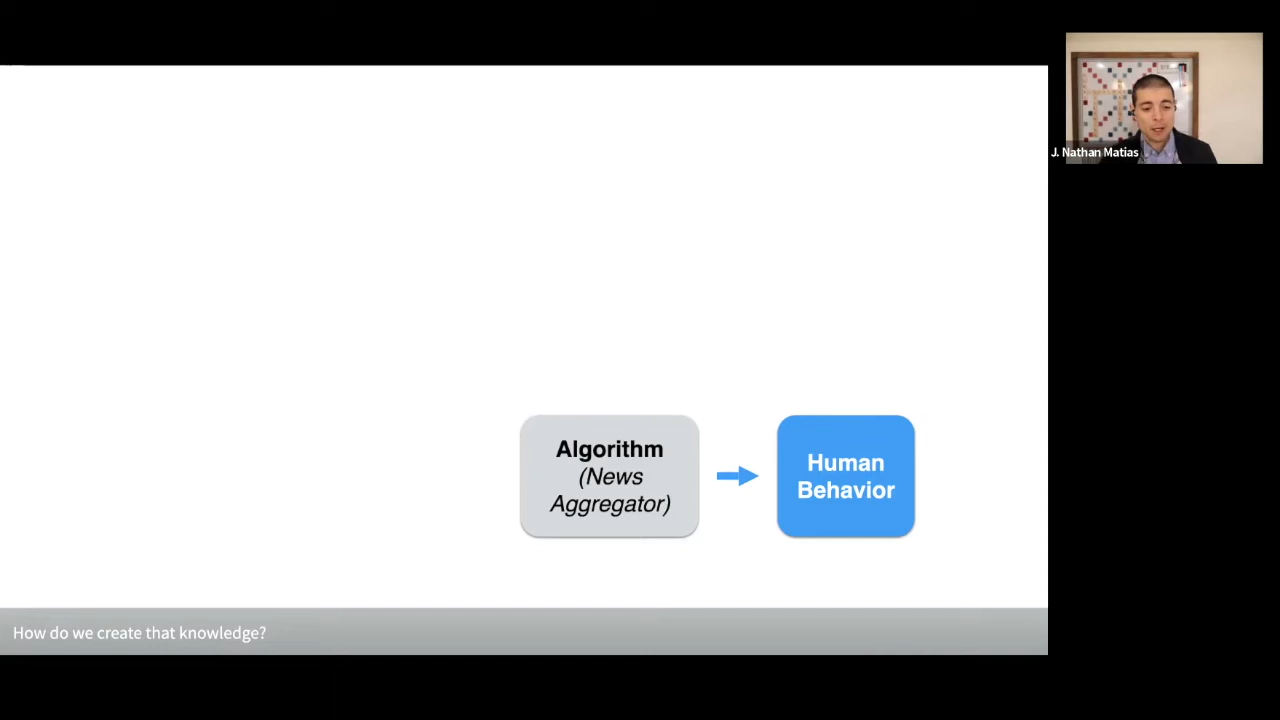 J. Nathan Matias
Algorithm
(News
Aggregator)
Human
Behavior
How do we create that knowledge?